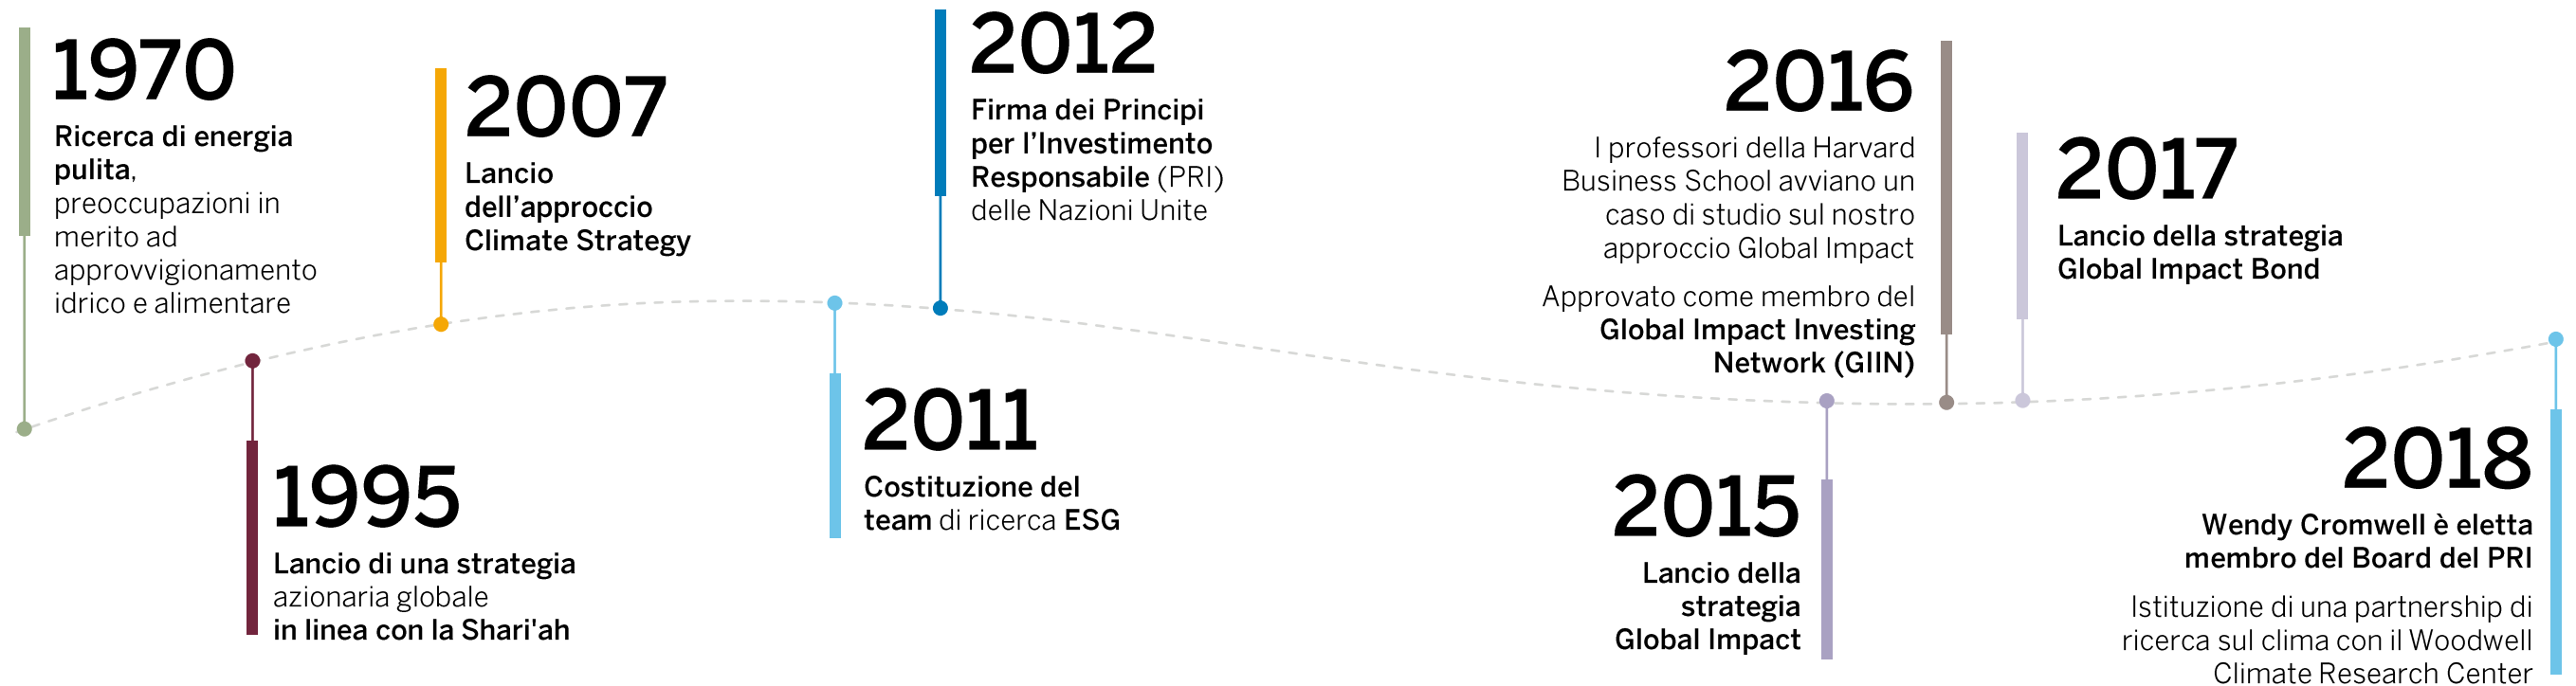 1970
Ricerca di energia
pulita,
preoccupazioni in
merito ad
approvvigionamento
idrico e alimentare
1995
Lancio di una strategia
azionaria globale
in linea con la Shari'ah
2007
Lancio
dell’approccio
Climate Strategy
2011
Costituzione del
team di ricerca ESG
2012
Firma dei Principi
per l’Investimento
Responsabile (PRI)
delle Nazioni Unite
2015
Lancio della
strategia
Global Impact
2016
I professori della Harvard
Business School avviano un
caso di studio sul nostro
approccio Global Impact
Approvato come membro del
Global Impact Investing
Network (GIIN)
2017
Lancio della strategia
Global Impact Bond
2018
Wendy Cromwell è eletta
membro del Board del PRI
Istituzione di una partnership di
ricerca sul clima con il Woodwell
Climate Research Center